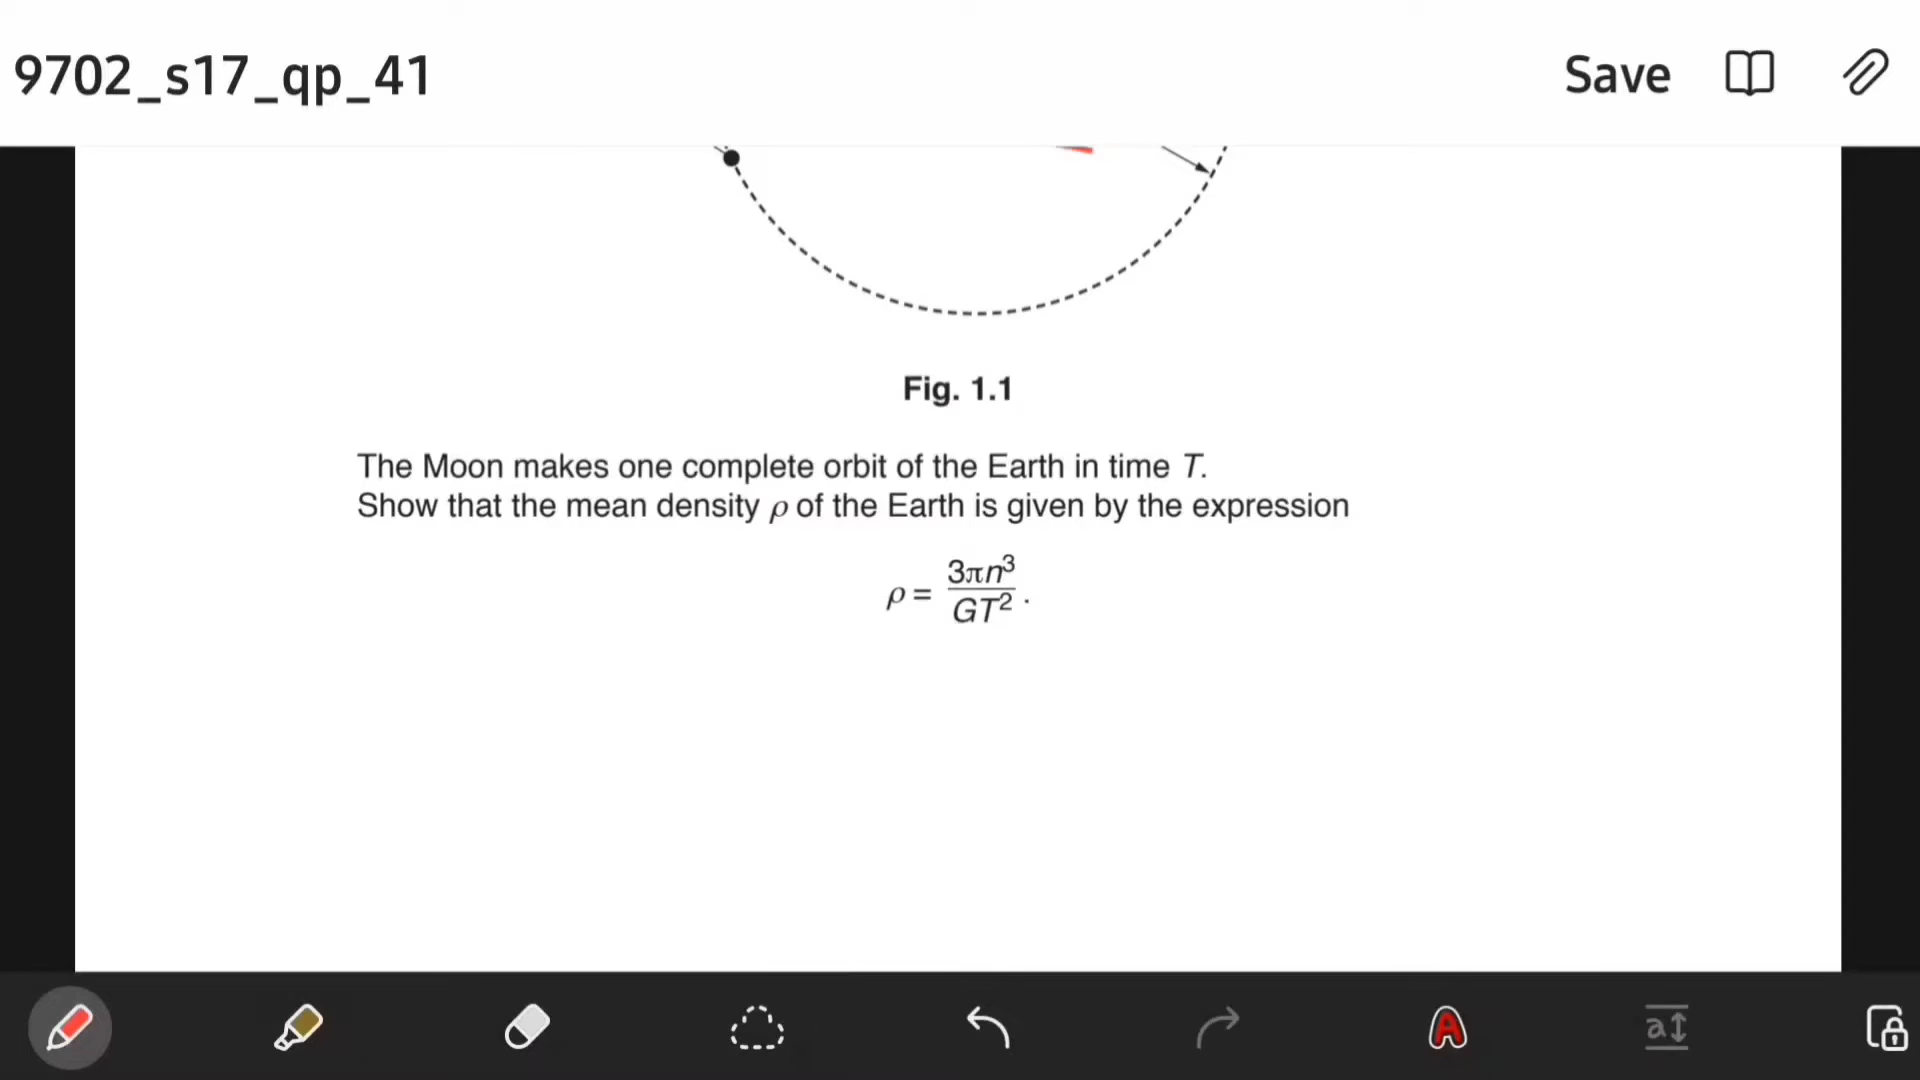 9702_s17_qp_41
Save
Fig. 1.1
The Moon makes one complete orbit of the Earth in time T.
Show that the mean density ρ of the Earth is given by the expression
ρ = 3πn³ / GT² .
A
a